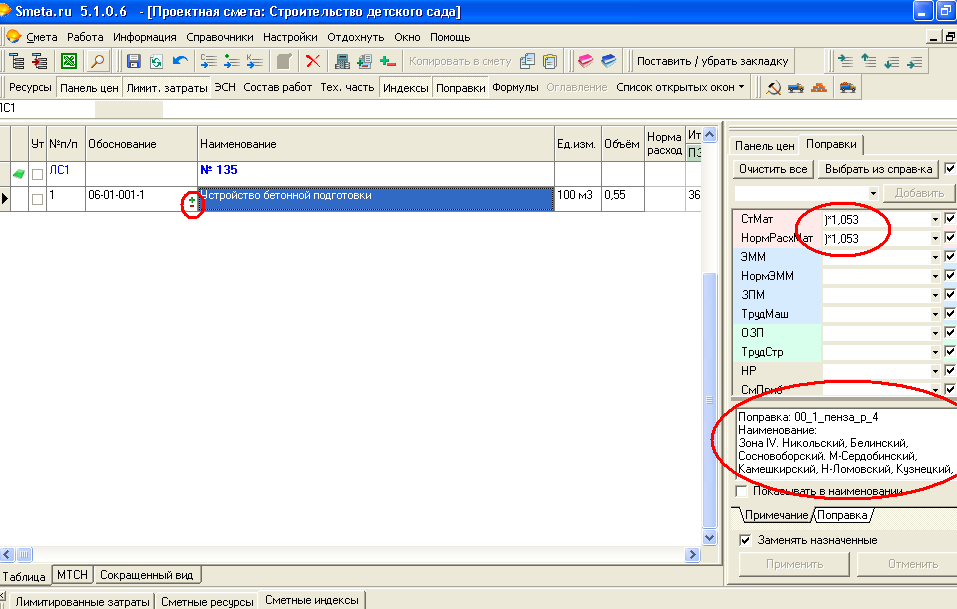 Smeta.ru 5.1.0.6 - [Проектная смета: Строительство детского сада]
Смета Работа Информация Справочники Настройки Отдохнуть Окно Помощь
Копировать в смету Поставить / убрать закладку
Ресурсы Панель цен Лимит. затраты ЭСН Состав работ Тех. часть Индексы Поправки Формулы Оглавление Список открытых окон
ЛС1
Ут №п/п Обоснование Наименование Ед.изм. Объём Норма расход Ит ПЗ
ЛС1 № 135
1 06-01-001-1 Устройство бетонной подготовки 100 м3 0,55 36
Панель цен Поправки
Очистить все Выбрать из справ-ка
Добавить
СтМат )*1,053
НормРасхМат )*1,053
ЭММ
НормЭММ
ЗПМ
ТрудМаш
ОЗП
ТрудСтр
НР
СмПриб
Поправка: 00_1_пенза_р_4
Наименование:
Зона IV. Никольский, Белинский,
Сосновоборский. М-Сердобинский,
Камешкирский, Н-Ломовский, Кузнецкий,
Показывать в наименовании
Примечание Поправка
Заменять назначенные
Применить Отменить
Таблица МТСН Сокращенный вид
Лимитированные затраты Сметные ресурсы Сметные индексы